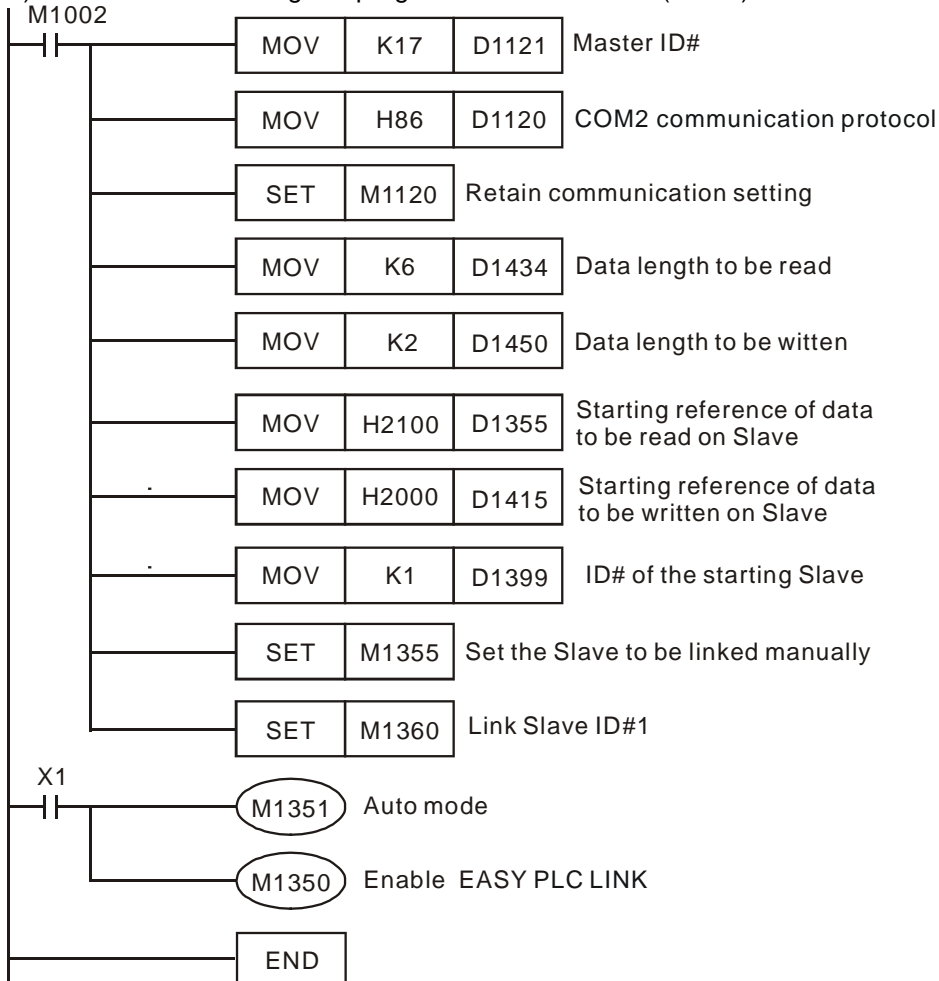 M1002
MOV K17 D1121 Master ID#
MOV H86 D1120 COM2 communication protocol
SET M1120 Retain communication setting
MOV K6 D1434 Data length to be read
MOV K2 D1450 Data length to be witten
MOV H2100 D1355 Starting reference of data
to be read on Slave
MOV H2000 D1415 Starting reference of data
to be written on Slave
MOV K1 D1399 ID# of the starting Slave
SET M1355 Set the Slave to be linked manually
SET M1360 Link Slave ID#1
X1
M1351 Auto mode
M1350 Enable EASY PLC LINK
END